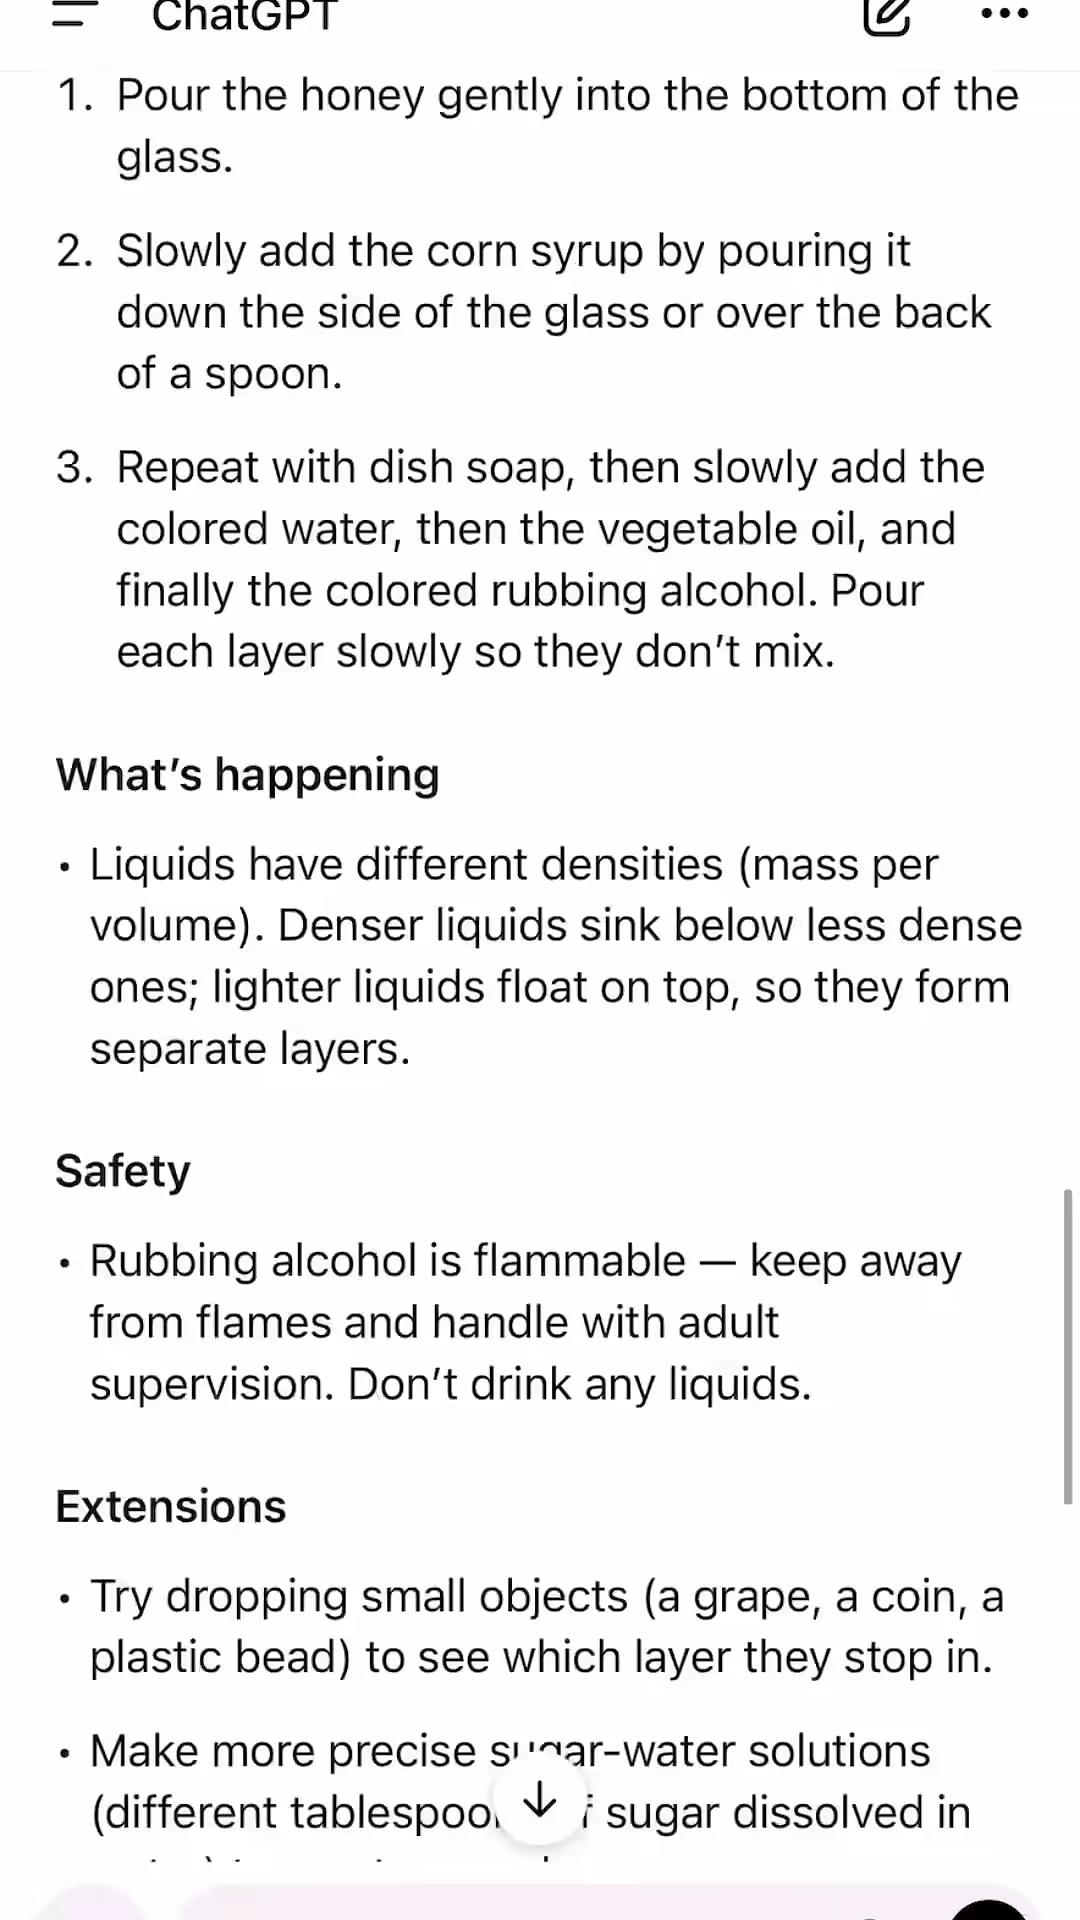 ChatGPT
1. Pour the honey gently into the bottom of the
glass.
2. Slowly add the corn syrup by pouring it
down the side of the glass or over the back
of a spoon.
3. Repeat with dish soap, then slowly add the
colored water, then the vegetable oil, and
finally the colored rubbing alcohol. Pour
each layer slowly so they don’t mix.
What’s happening
• Liquids have different densities (mass per
volume). Denser liquids sink below less dense
ones; lighter liquids float on top, so they form
separate layers.
Safety
• Rubbing alcohol is flammable — keep away
from flames and handle with adult
supervision. Don’t drink any liquids.
Extensions
• Try dropping small objects (a grape, a coin, a
plastic bead) to see which layer they stop in.
• Make more precise sugar-water solutions
(different sugar dissolved in